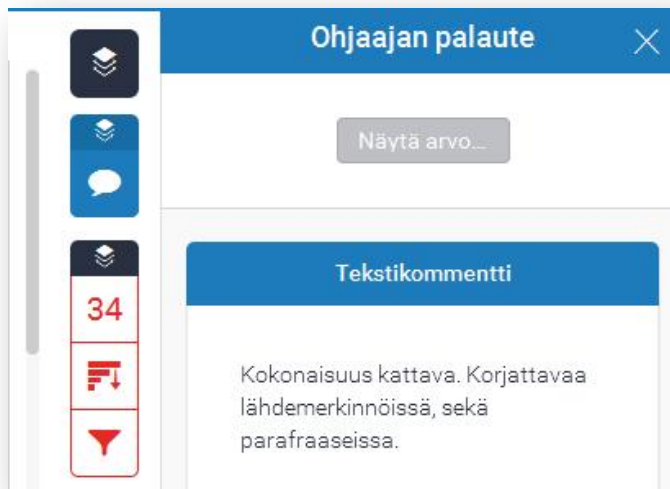 Ohjaajan palaute
Näytä arvo...
34
Tekstikommentti
Kokonaisuus kattava. Korjattavaa
lähdemerkinnöissä, sekä
parafraaseissa.